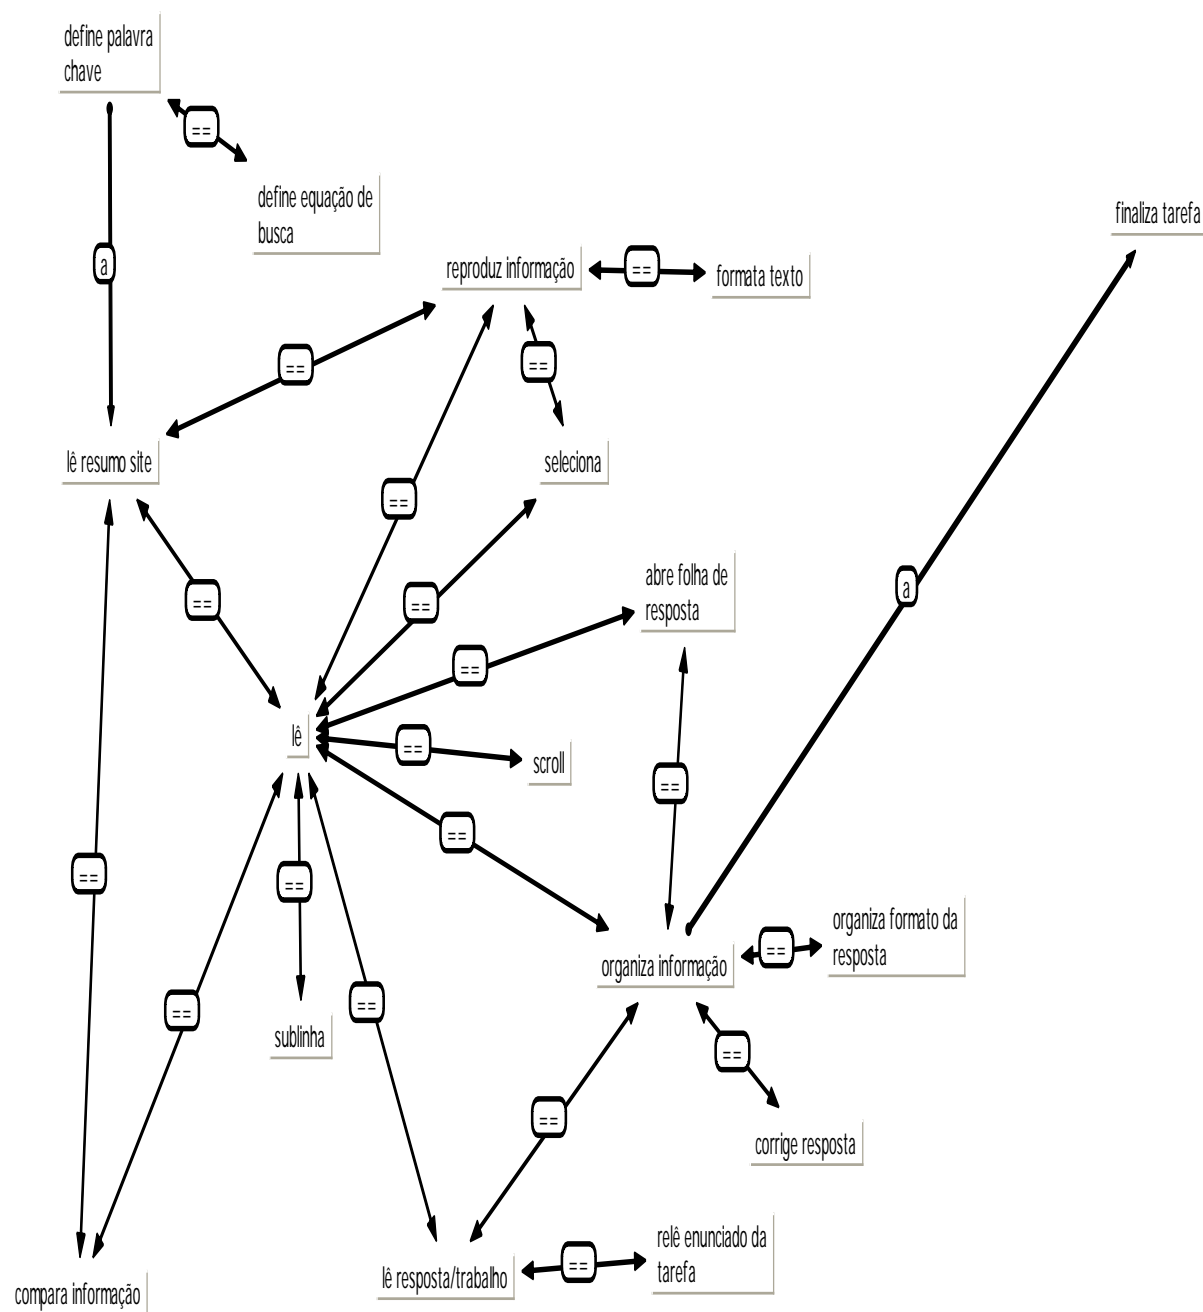 define palavra
chave
==
define equação de
busca
finaliza tarefa
a
reproduz informação
==
formata texto
==
==
lê resumo site
seleciona
==
==
==
abre folha de
resposta
a
==
lê
==
scroll
==
==
==
==
organiza formato da
resposta
organiza informação
==
==
==
sublinha
==
==
corrige resposta
relê enunciado da
tarefa
lê resposta/trabalho
==
compara informação